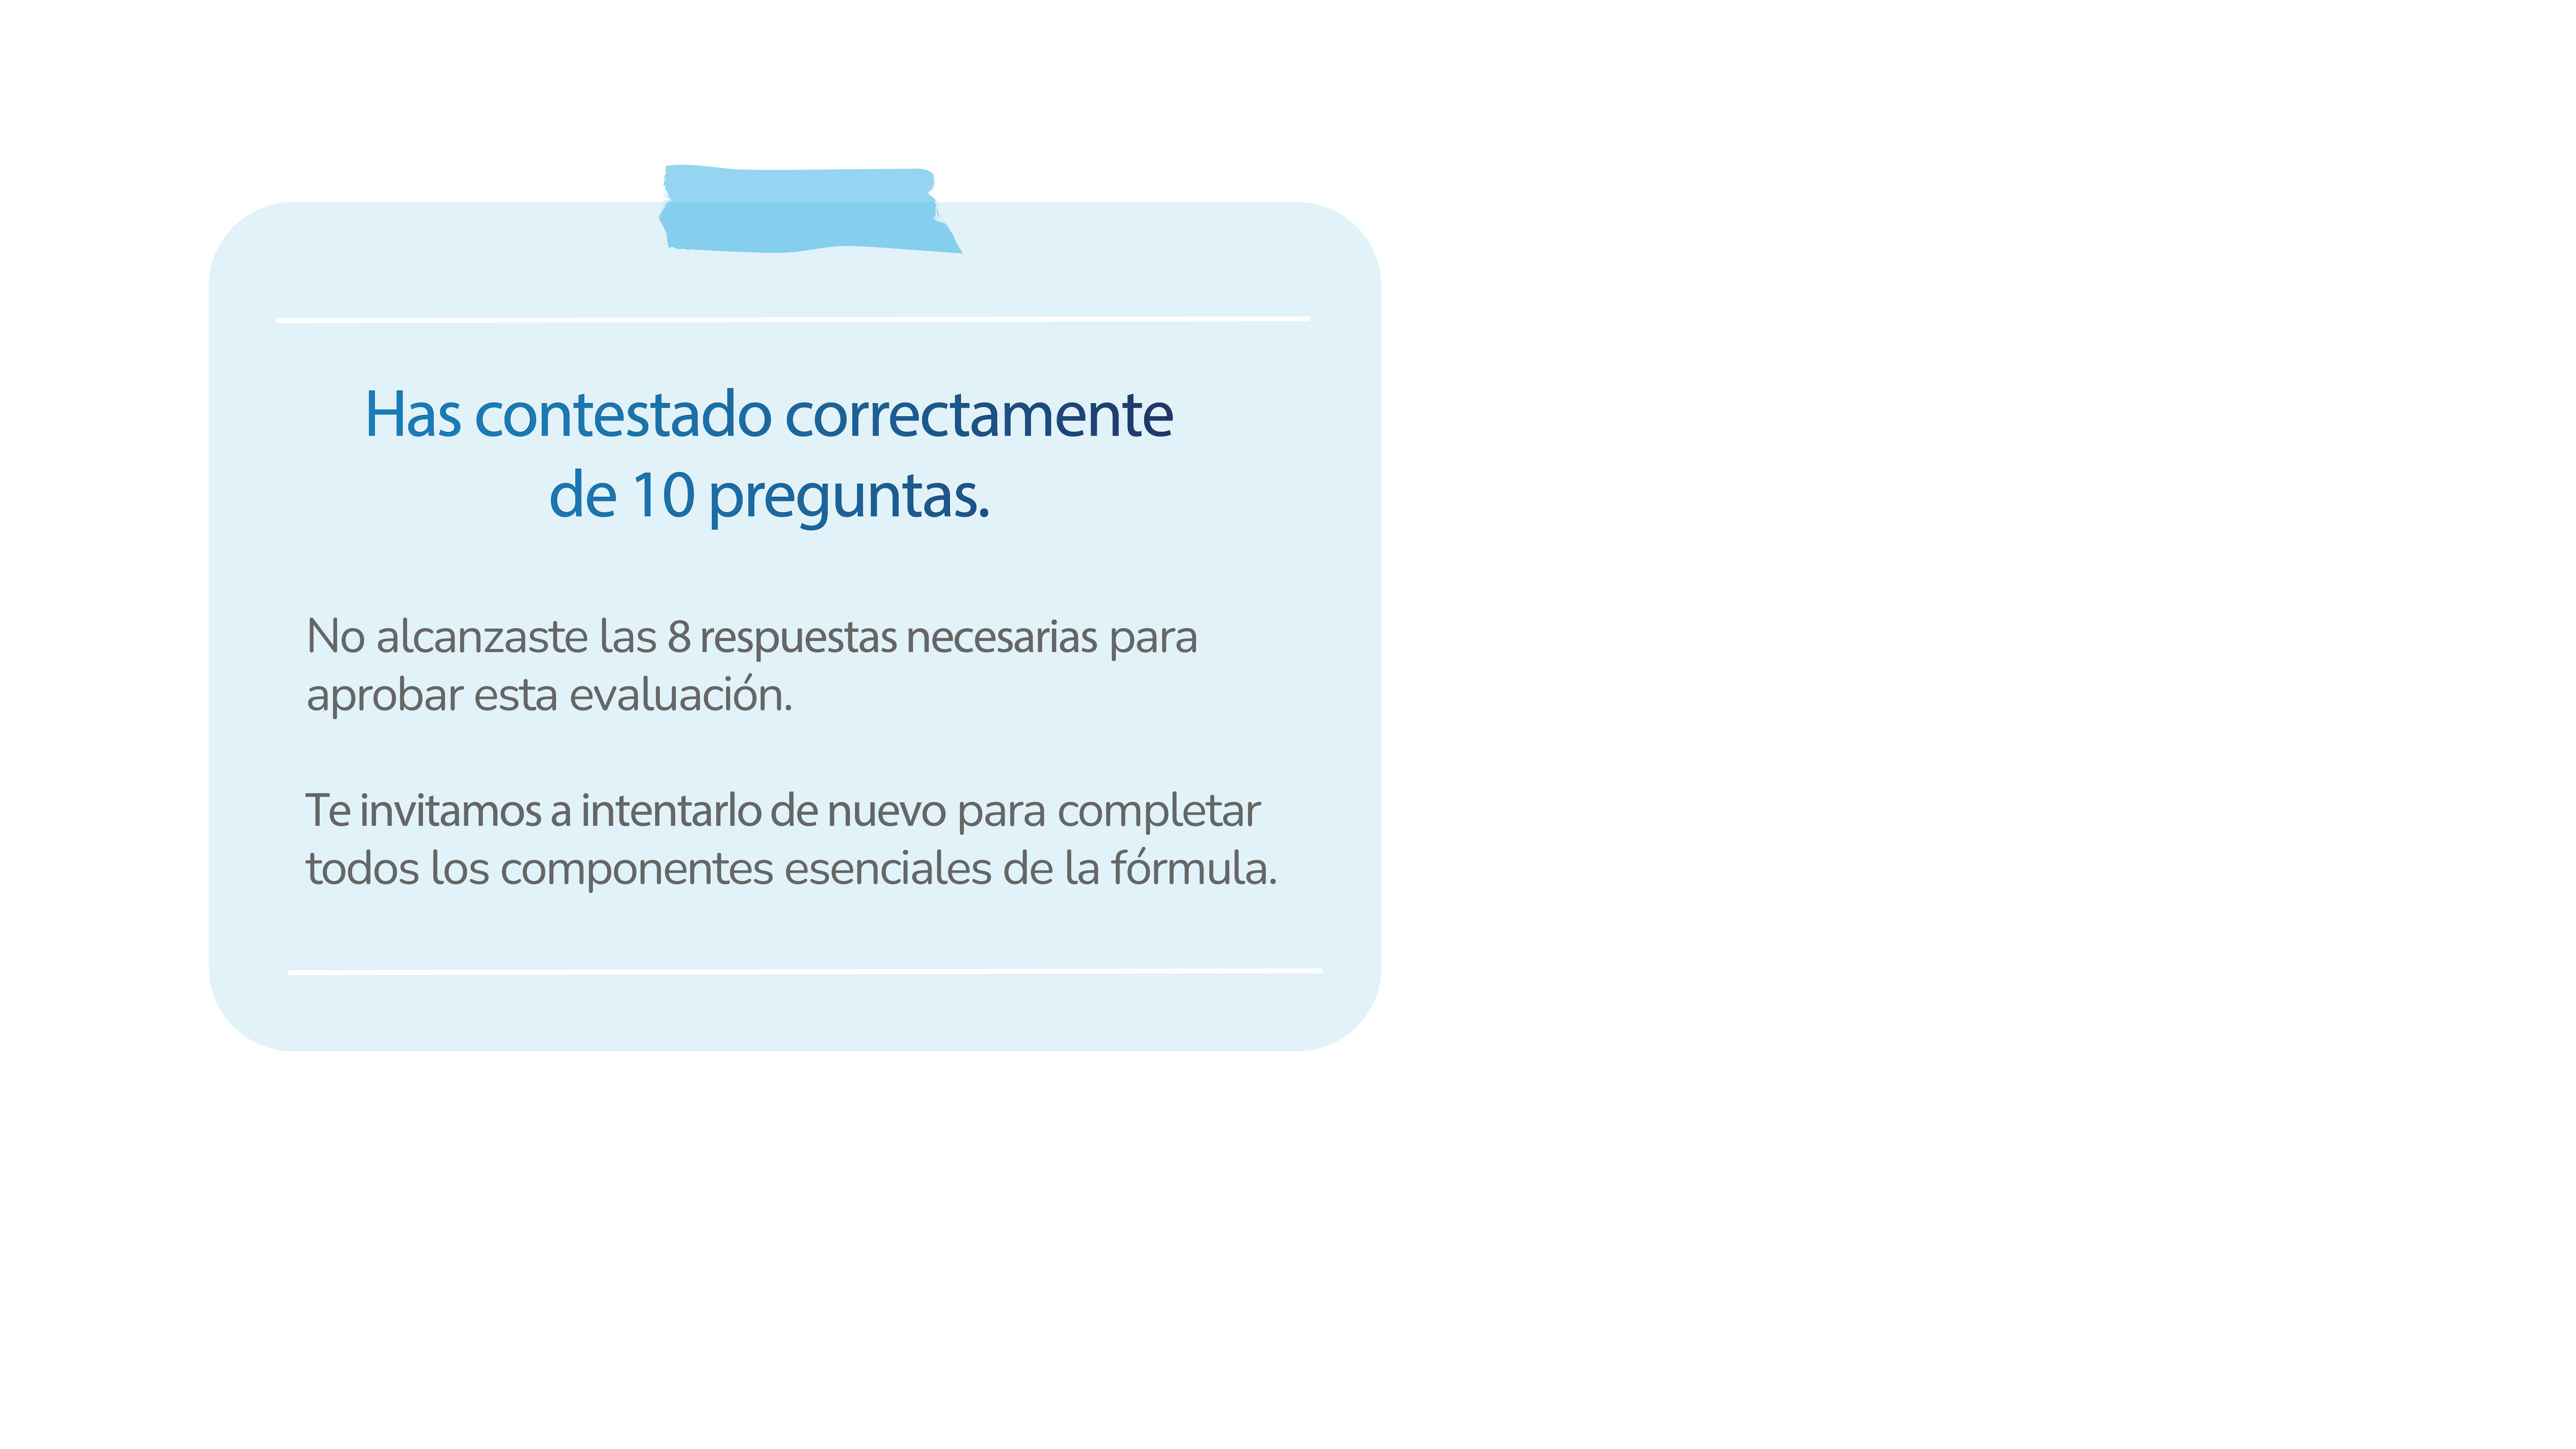 Has contestado correctamente
de 10 preguntas.
No alcanzaste las 8 respuestas necesarias para
aprobar esta evaluación.
Te invitamos a intentarlo de nuevo para completar
todos los componentes esenciales de la fórmula.